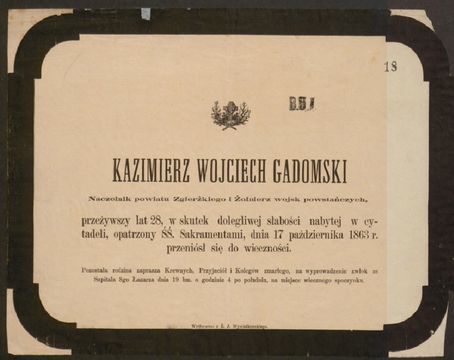 18
KAZIMIERZ WOJCIECH GADOMSKI
Naczelnik powiatu Zgierzkiego i Żołnierz wojsk powstańczych,
przeżywszy lat 28, w skutek dolegliwej słabości nabytej w cy-
tadeli, opatrzony ŚŚ. Sakramentami, dnia 17 października 1863 r.
przeniósł się do wieczności.
Pozostała rodzina zaprasza Krewnych, Przyjaciół i Kolegów zmarłego, na wyprowadzenie zwłok ze
Szpitala Sgo Łazarza dnia 19 bm. o godzinie 4 po południu, na miejsce wiecznego spoczynku.